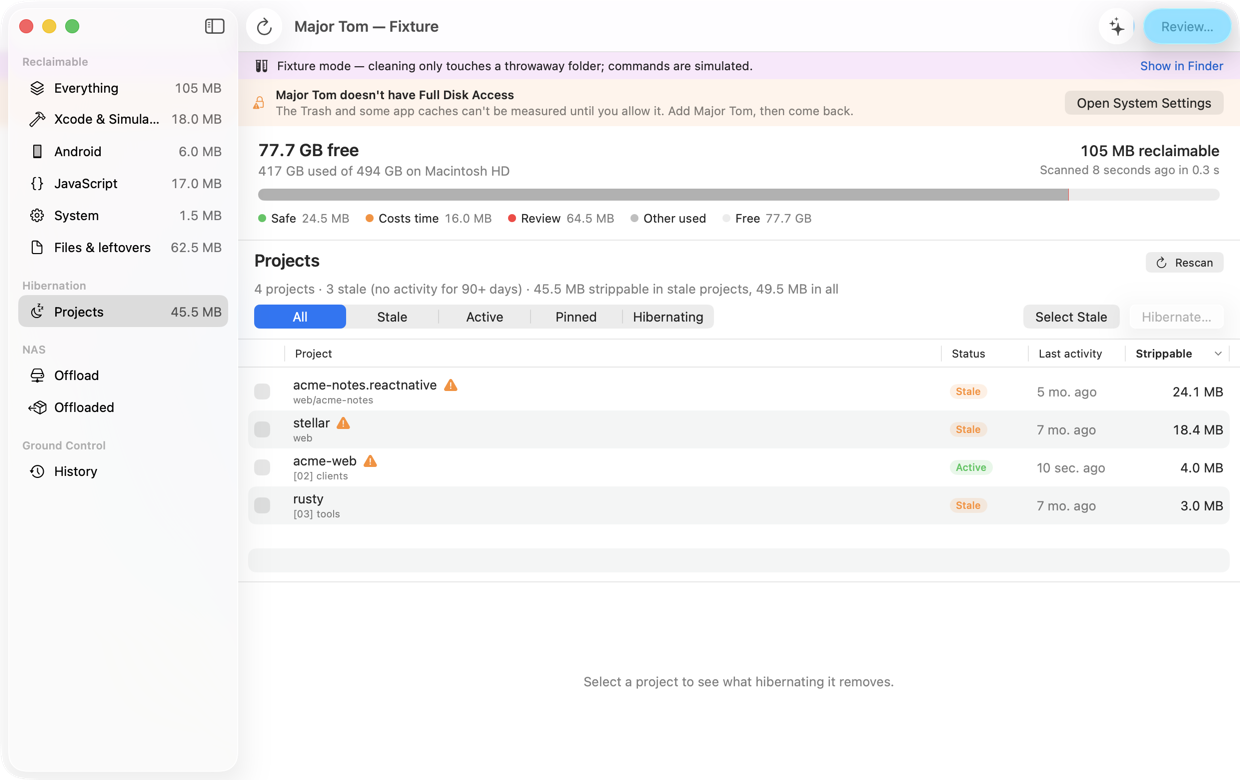 Major Tom — Fixture
Review...
Reclaimable
Everything 105 MB
Xcode & Simula... 18.0 MB
Android 6.0 MB
JavaScript 17.0 MB
System 1.5 MB
Files & leftovers 62.5 MB
Hibernation
Projects 45.5 MB
NAS
Offload
Offloaded
Ground Control
History
Fixture mode — cleaning only touches a throwaway folder; commands are simulated.
Show in Finder
Major Tom doesn't have Full Disk Access
The Trash and some app caches can't be measured until you allow it. Add Major Tom, then come back.
Open System Settings
77.7 GB free
105 MB reclaimable
417 GB used of 494 GB on Macintosh HD
Scanned 8 seconds ago in 0.3 s
Safe 24.5 MB Costs time 16.0 MB Review 64.5 MB Other used Free 77.7 GB
Projects
Rescan
4 projects · 3 stale (no activity for 90+ days) · 45.5 MB strippable in stale projects, 49.5 MB in all
All Stale Active Pinned Hibernating
Select Stale Hibernate...
Project Status Last activity Strippable
acme-notes.reactnative Stale 5 mo. ago 24.1 MB
web/acme-notes
stellar Stale 7 mo. ago 18.4 MB
web
acme-web Active 10 sec. ago 4.0 MB
[02] clients
rusty Stale 7 mo. ago 3.0 MB
[03] tools
Select a project to see what hibernating it removes.